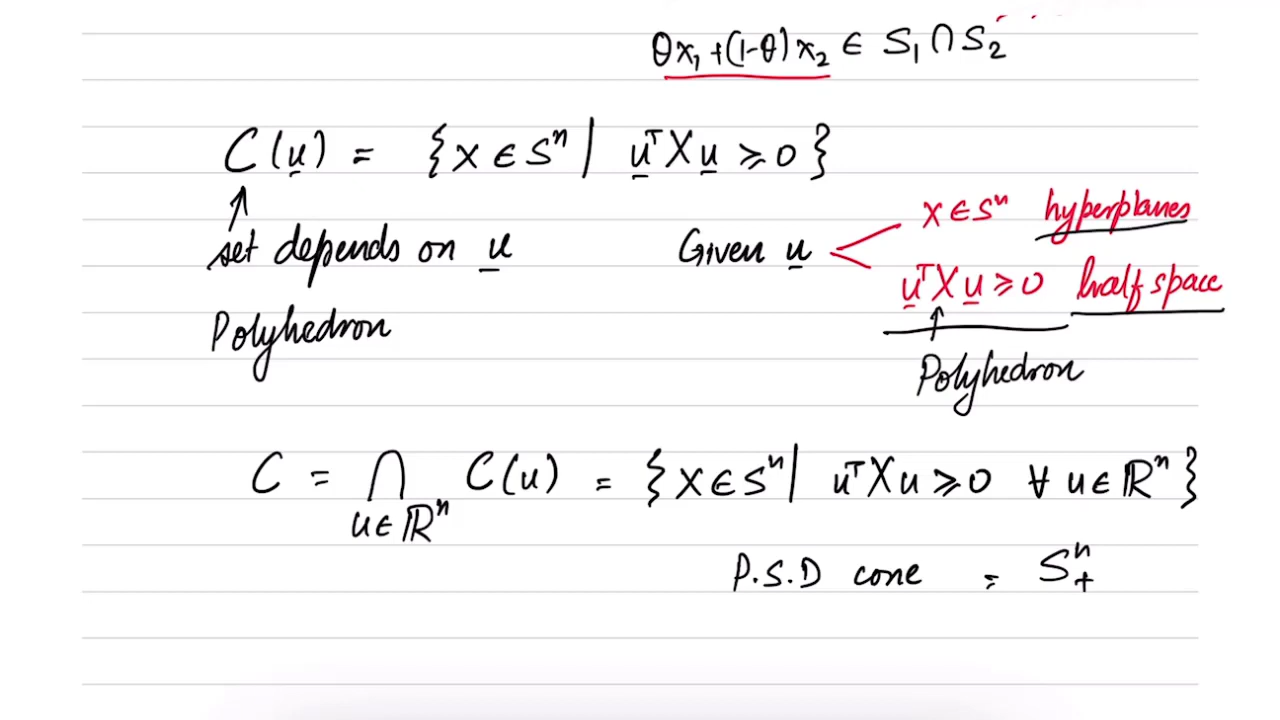 θx₁ + (1-θ) x₂ ∈ S₁ ∩ S₂
C(u) = {X ∈ Sⁿ | uᵀXu ⩾ 0}
set depends on u
Polyhedron
Given u
X ∈ Sⁿ hyperplanes
uᵀXu ⩾ 0 half space
Polyhedron
C = ∩ C(u) = {X ∈ Sⁿ | uᵀXu ⩾ 0 ∀ u ∈ ℝⁿ}
u ∈ ℝⁿ
P.S.D cone = Sⁿ₊